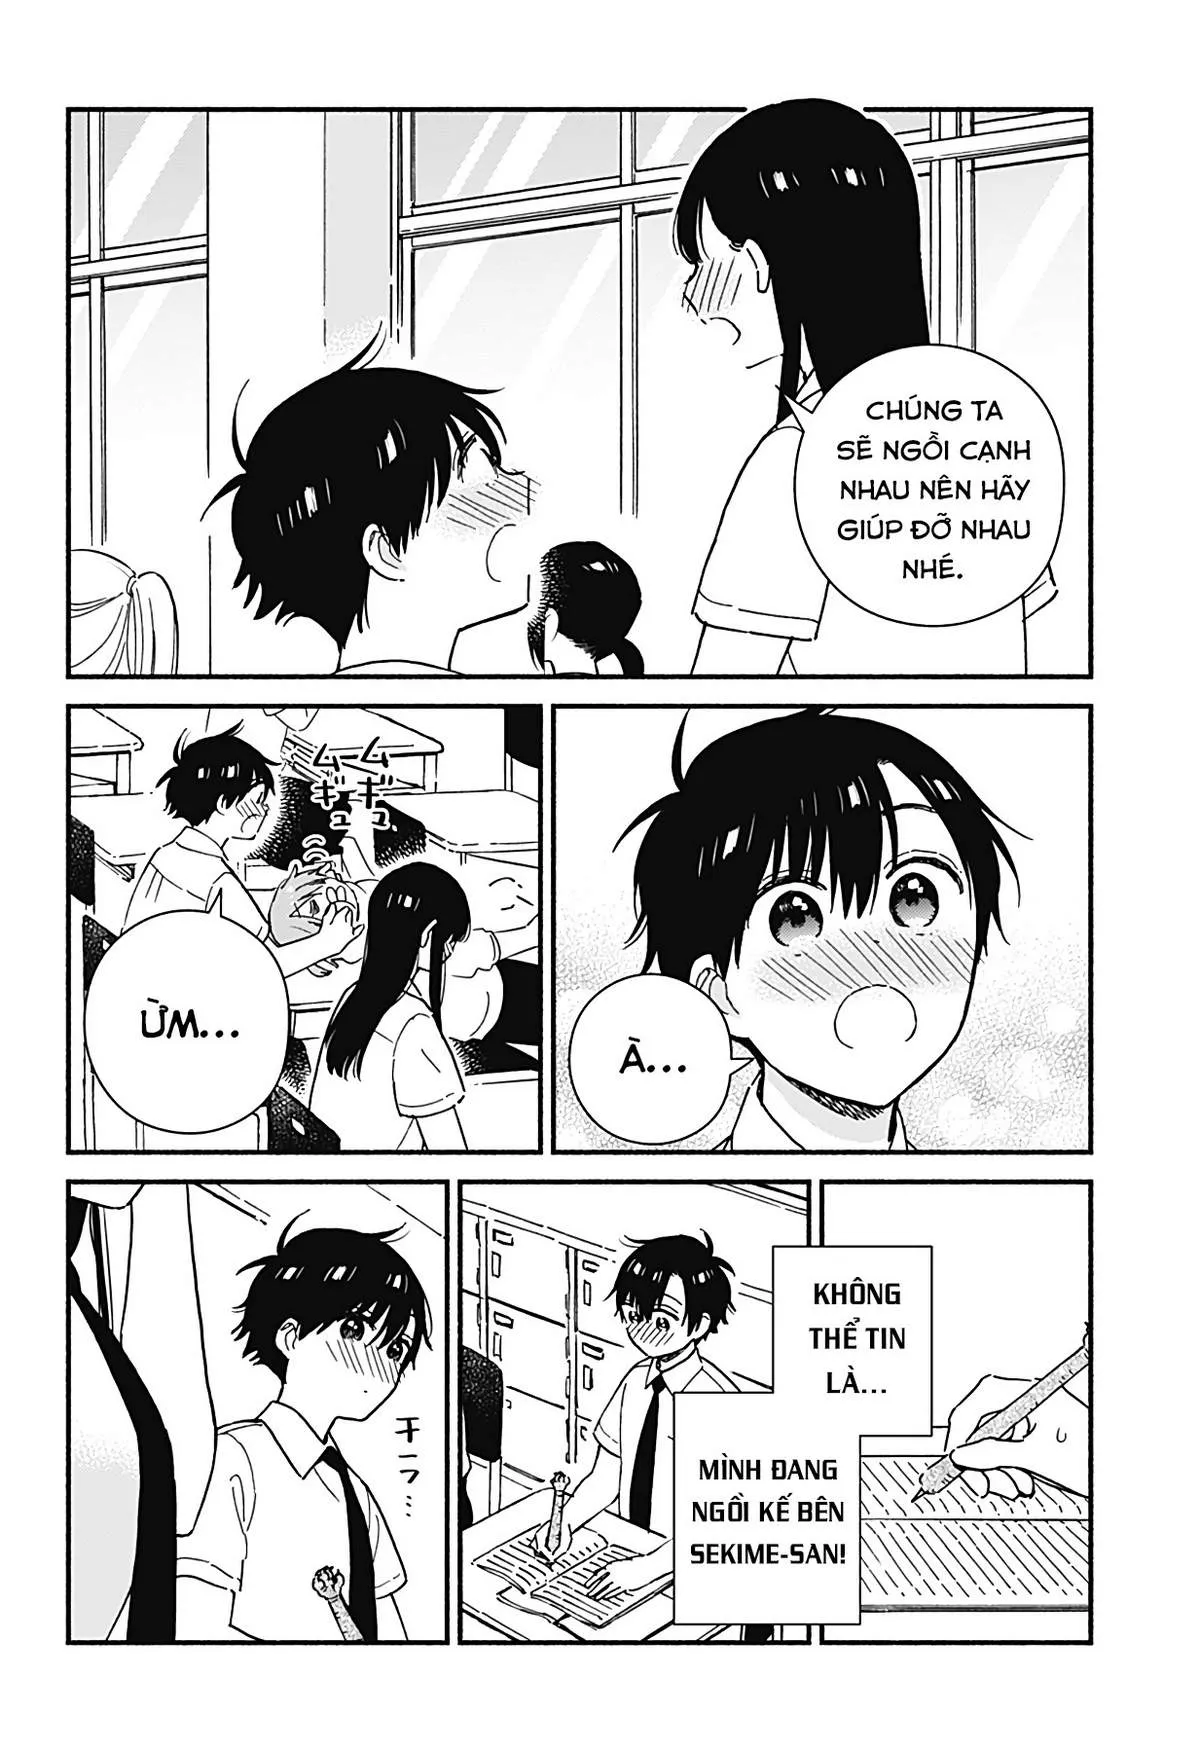 CHÚNG TA
SẼ NGỒI CẠNH
NHAU NÊN HÃY
GIÚP ĐỠ NHAU
NHÉ.
À...
ムギュ
ムーギュ
ỪM...
KHÔNG
THỂ TIN
LÀ...
MÌNH ĐANG
NGỒI KẾ BÊN
SEKIME-SAN!
チラ…